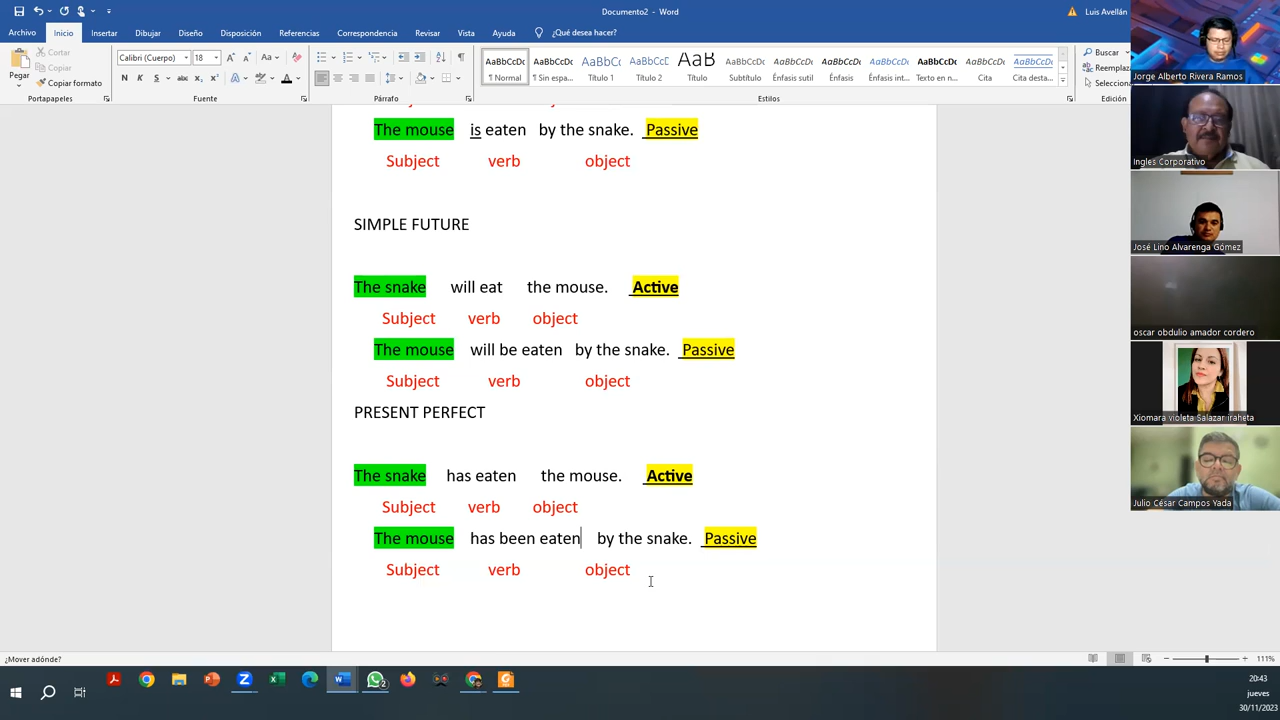 Documento2 - Word
Luis Avellán
Archivo Inicio Insertar Dibujar Diseño Disposición Referencias Correspondencia Revisar Vista Ayuda ¿Qué desea hacer?
Pegar
Cortar
Copiar
Copiar formato
Portapapeles
Calibri (Cuerpo) 18
Fuente
Párrafo
AaBbCcDc AaBbCcDc AaBbCcDc AaBbCcDc AaB AaBbCcD AaBbCcDc AaBbCcDc AaBbCcDc AaBbCcDc AaBbCcDc AaBbCcDc
¶ Normal ¶ Sin espa... Título 1 Título 2 Título Subtítulo Énfasis sutil Énfasis Énfasis int... Texto en n... Cita Cita desta...
Estilos
Buscar
Reemplaza
Selecciona
Edición
The mouse is eaten by the snake. Passive
Subject verb object
SIMPLE FUTURE
The snake will eat the mouse. Active
Subject verb object
The mouse will be eaten by the snake. Passive
Subject verb object
PRESENT PERFECT
The snake has eaten the mouse. Active
Subject verb object
The mouse has been eaten by the snake. Passive
Subject verb object
Jorge Alberto Rivera Ramos
Ingles Corporativo
José Lino Alvarenga Gómez
oscar obdulio amador cordero
Xiomara violeta Salazar iraheta
Julio César Campos Yada
¿Mover adónde?
111%
20:43
jueves
30/11/2023